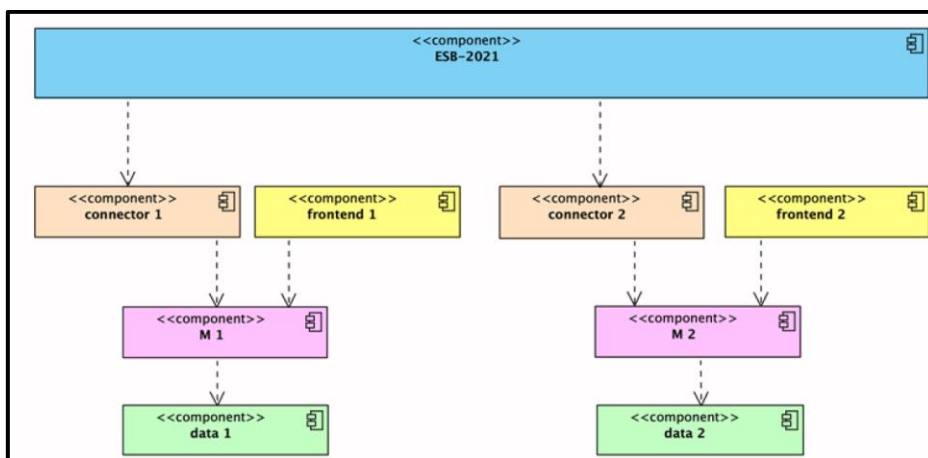 <<component>>
ESB-2021
<<component>>
connector 1
<<component>>
frontend 1
<<component>>
connector 2
<<component>>
frontend 2
<<component>>
M 1
<<component>>
M 2
<<component>>
data 1
<<component>>
data 2